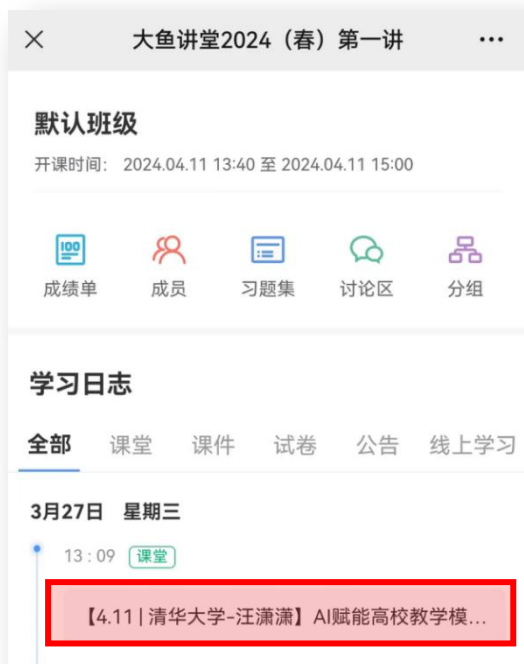 大鱼讲堂2024（春）第一讲
默认班级
开课时间: 2024.04.11 13:40 至 2024.04.11 15:00
100
成绩单 成员 习题集 讨论区 分组
学习日志
全部 课堂 课件 试卷 公告 线上学习
3月27日 星期三
13:09 课堂
【4.11 | 清华大学-汪潇潇】AI赋能高校教学模...